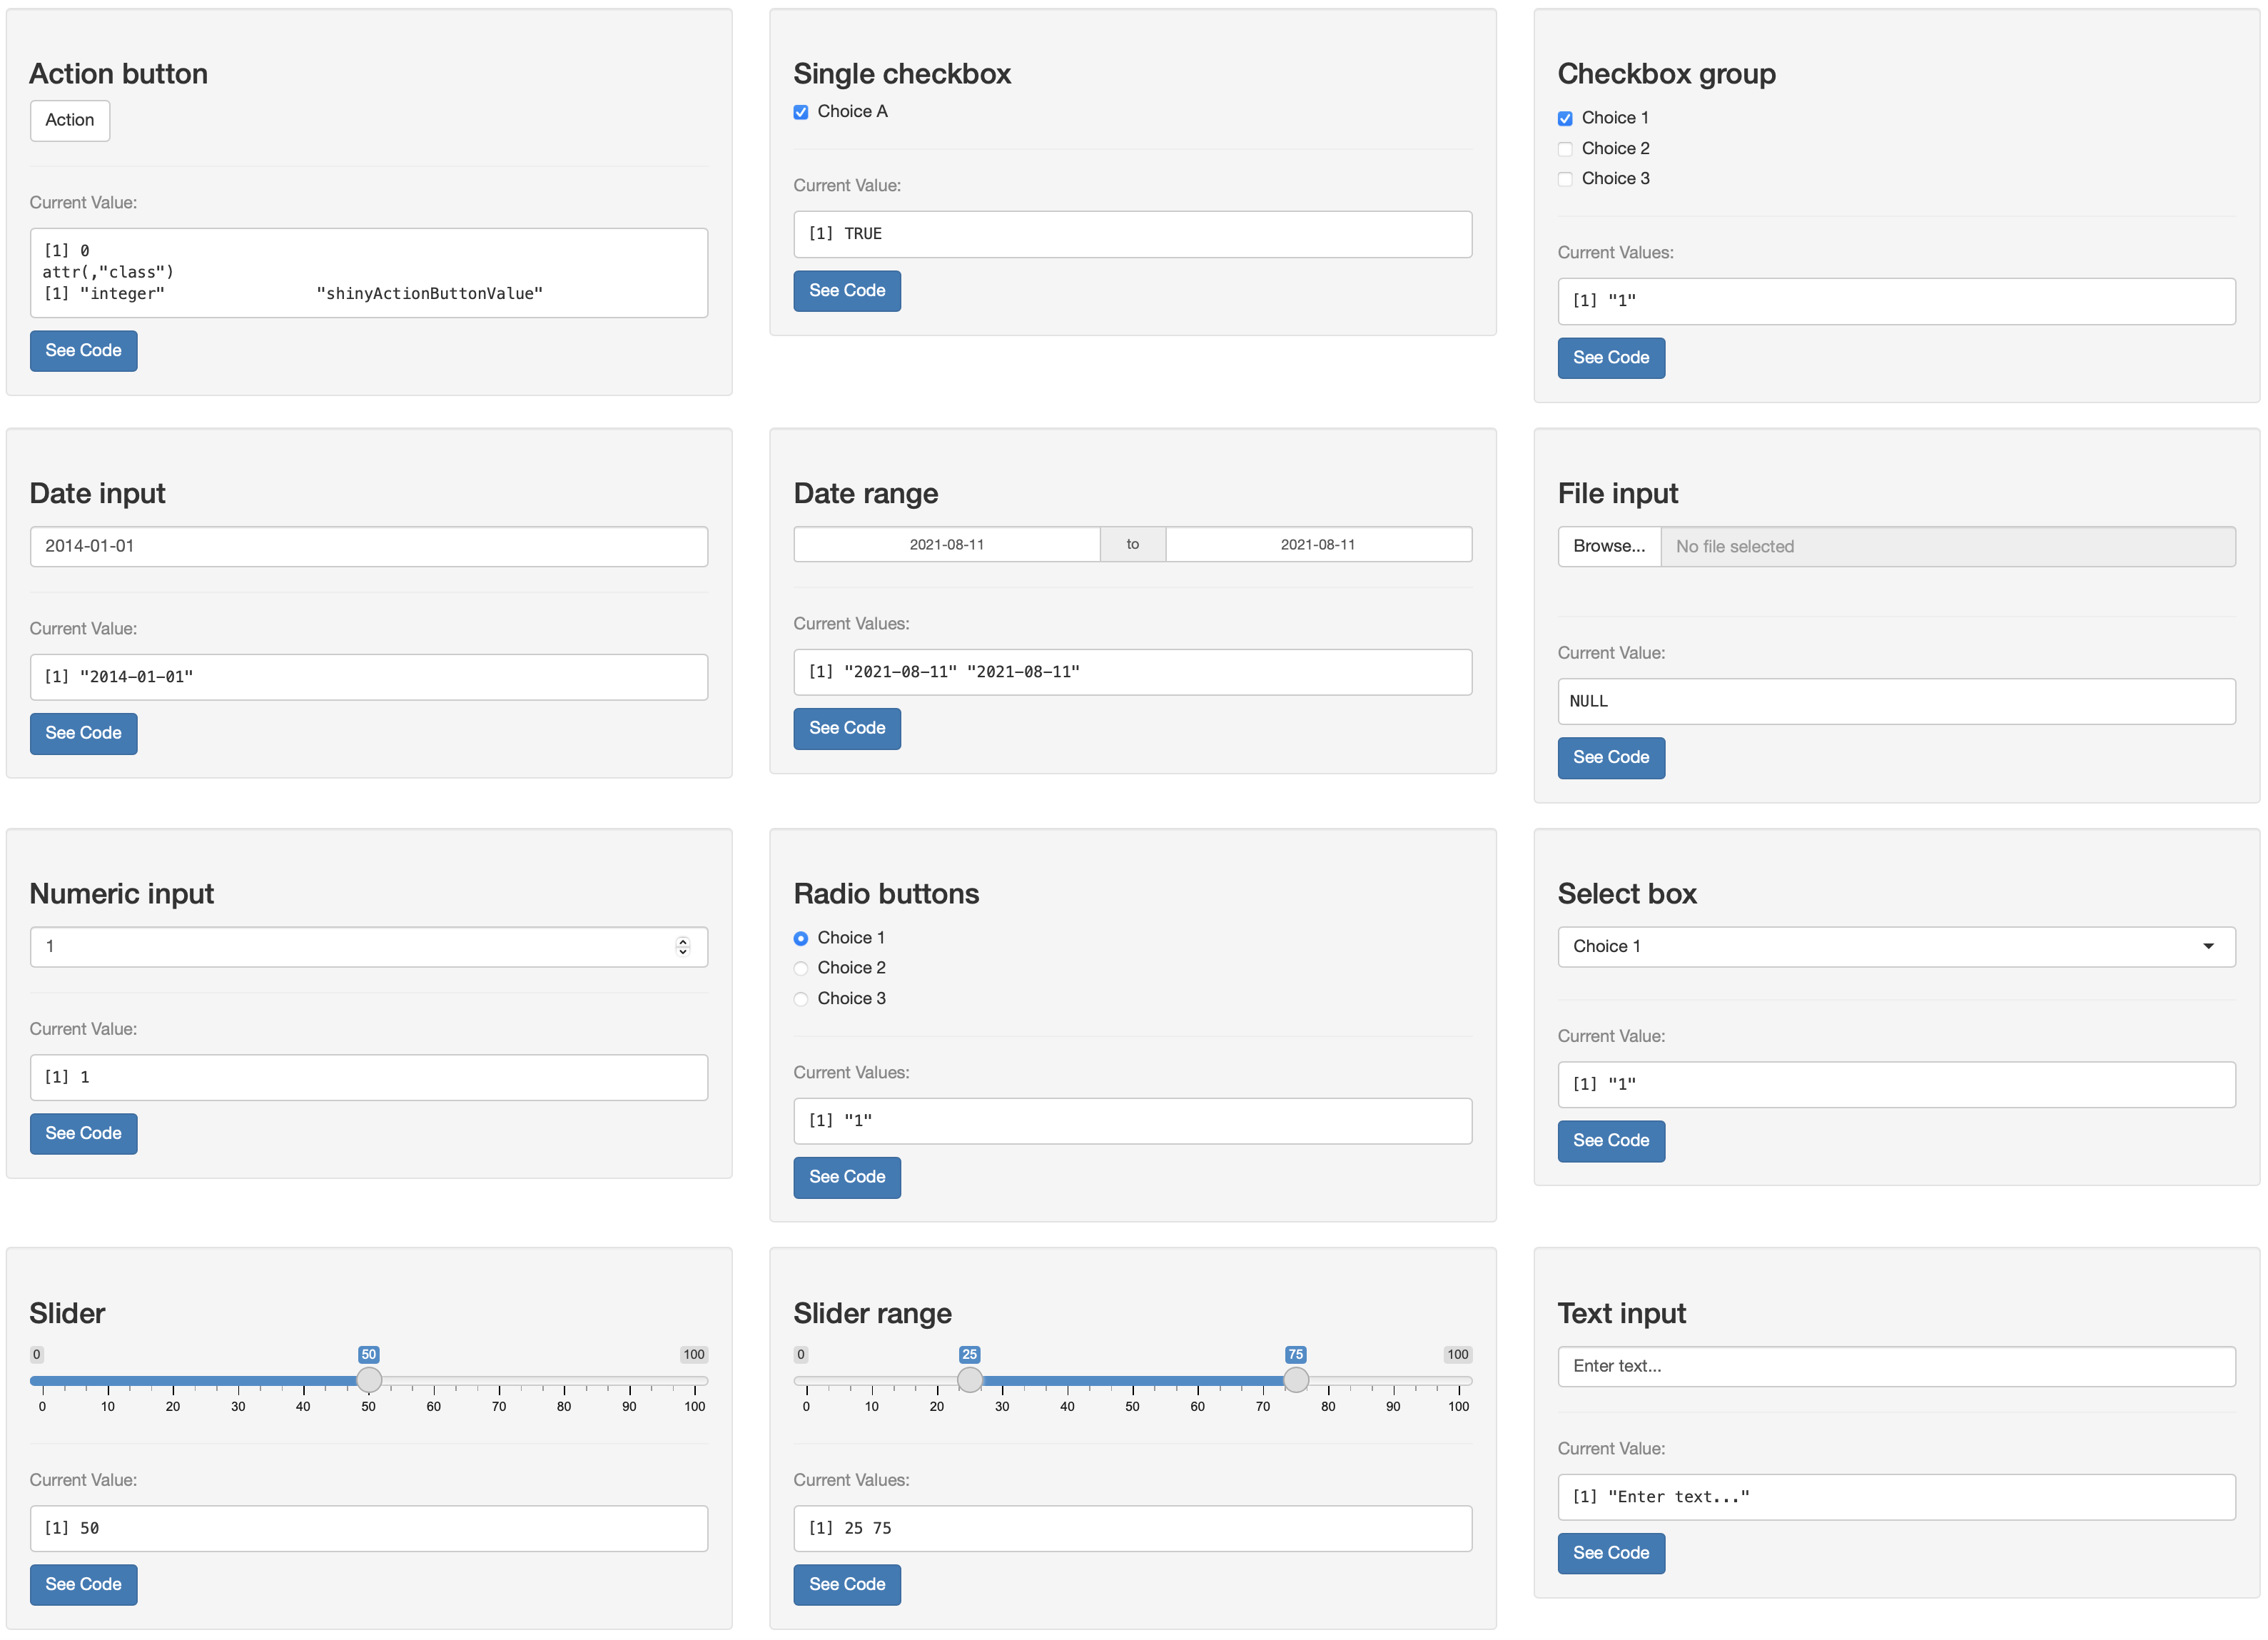 Action button
Action
Current Value:
[1] 0
attr(,"class")
[1] "integer"                "shinyActionButtonValue"
See Code
Single checkbox
Choice A
Current Value:
[1] TRUE
See Code
Checkbox group
Choice 1
Choice 2
Choice 3
Current Values:
[1] "1"
See Code
Date input
2014-01-01
Current Value:
[1] "2014-01-01"
See Code
Date range
2021-08-11 to 2021-08-11
Current Values:
[1] "2021-08-11" "2021-08-11"
See Code
File input
Browse... No file selected
Current Value:
NULL
See Code
Numeric input
1
Current Value:
[1] 1
See Code
Radio buttons
Choice 1
Choice 2
Choice 3
Current Values:
[1] "1"
See Code
Select box
Choice 1
Current Value:
[1] "1"
See Code
Slider
0 50 100
0 10 20 30 40 50 60 70 80 90 100
Current Value:
[1] 50
See Code
Slider range
0 25 75 100
0 10 20 30 40 50 60 70 80 90 100
Current Values:
[1] 25 75
See Code
Text input
Enter text...
Current Value:
[1] "Enter text..."
See Code